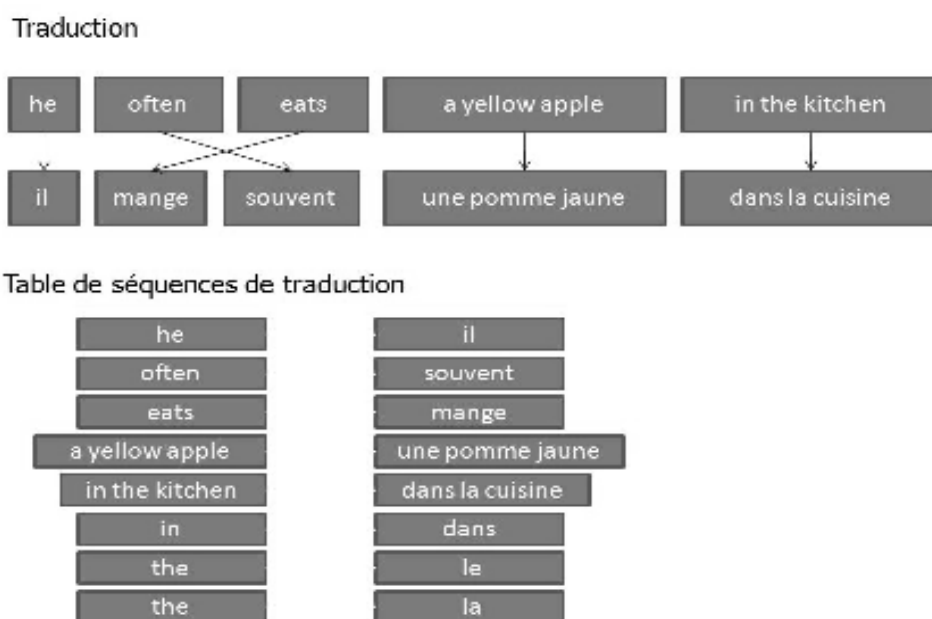 Traduction
he often eats a yellow apple in the kitchen
il mange souvent une pomme jaune dans la cuisine
Table de séquences de traduction
he il
often souvent
eats mange
a yellow apple une pomme jaune
in the kitchen dans la cuisine
in dans
the le
the la